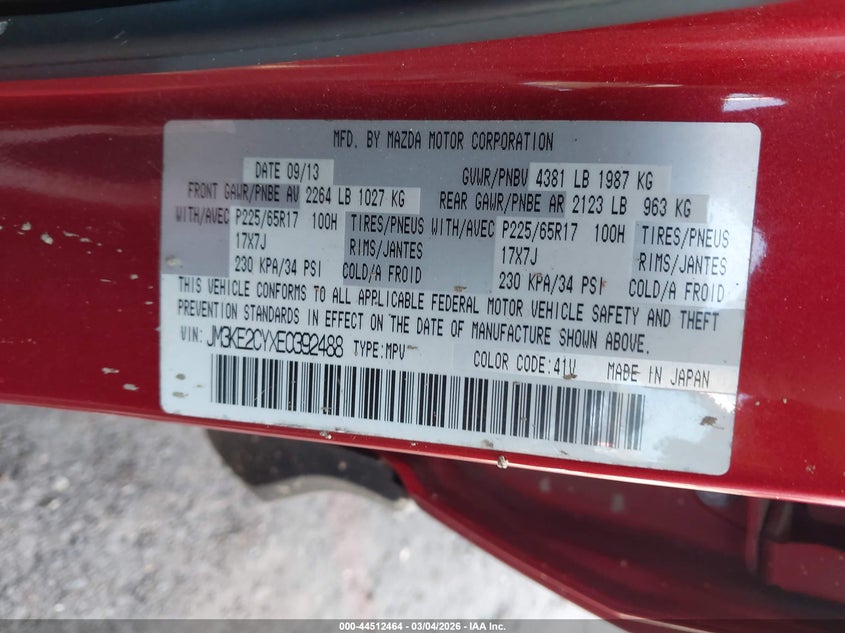 MFD. BY MAZDA MOTOR CORPORATION
DATE 09/13 GVWR/PNBV 4381 LB 1987 KG
FRONT GAWR/PNBE AV 2264 LB 1027 KG REAR GAWR/PNBE AR 2123 LB 963 KG
WITH/AVEC P225/65R17 100H TIRES/PNEUS WITH/AVEC P225/65R17 100H TIRES/PNEUS
17X7J RIMS/JANTES 17X7J RIMS/JANTES
230 KPA/34 PSI COLD/A FROID 230 KPA/34 PSI COLD/A FROID
THIS VEHICLE CONFORMS TO ALL APPLICABLE FEDERAL MOTOR VEHICLE SAFETY AND THEFT
PREVENTION STANDARDS IN EFFECT ON THE DATE OF MANUFACTURE SHOWN ABOVE.
VIN: JM3KE2CYXE0392488 TYPE:MPV COLOR CODE:41V MADE IN JAPAN
000-44512464 - 03/04/2026 - IAA Inc.